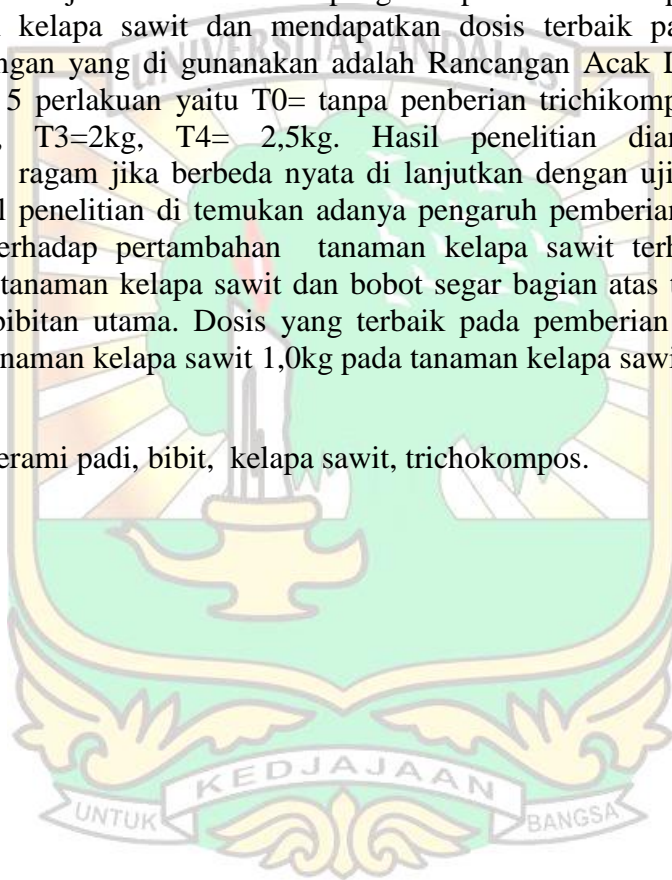 kelapa sawit dan mendapatkan dosis terbaik pa
ngan yang di gunanakan adalah Rancangan Acak
5 perlakuan yaitu T0= tanpa penberian trichikomp
T3=2kg, T4= 2,5kg. Hasil penelitian diar
ragam jika berbeda nyata di lanjutkan dengan uji
l penelitian di temukan adanya pengaruh pemberian
erhadap pertambahan tanaman kelapa sawit terh
tanaman kelapa sawit dan bobot segar bagian atas t
bibitan utama. Dosis yang terbaik pada pemberian
naman kelapa sawit 1,0kg pada tanaman kelapa sawi
erami padi, bibit, kelapa sawit, trichokompos.
UNIVERSITAS ANDALAS
UNTUK KEDJAJAAN BANGSA